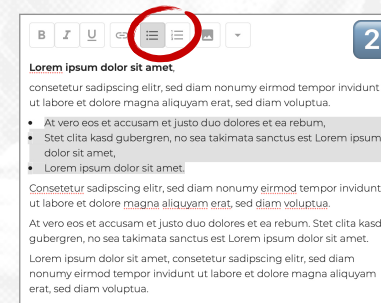 B I U
2
Lorem ipsum dolor sit amet,
consetetur sadipscing elitr, sed diam nonumy eirmod tempor invidunt
ut labore et dolore magna aliquyam erat, sed diam voluptua.
• At vero eos et accusam et justo duo dolores et ea rebum,
• Stet clita kasd gubergren, no sea takimata sanctus est Lorem ipsum
dolor sit amet,
• Lorem ipsum dolor sit amet.
Consetetur sadipscing elitr, sed diam nonumy eirmod tempor invidunt
ut labore et dolore magna aliquyam erat, sed diam voluptua.
At vero eos et accusam et justo duo dolores et ea rebum. Stet clita kasd
gubergren, no sea takimata sanctus est Lorem ipsum dolor sit amet.
Lorem ipsum dolor sit amet, consetetur sadipscing elitr, sed diam
nonumy eirmod tempor invidunt ut labore et dolore magna aliquyam
erat, sed diam voluptua.